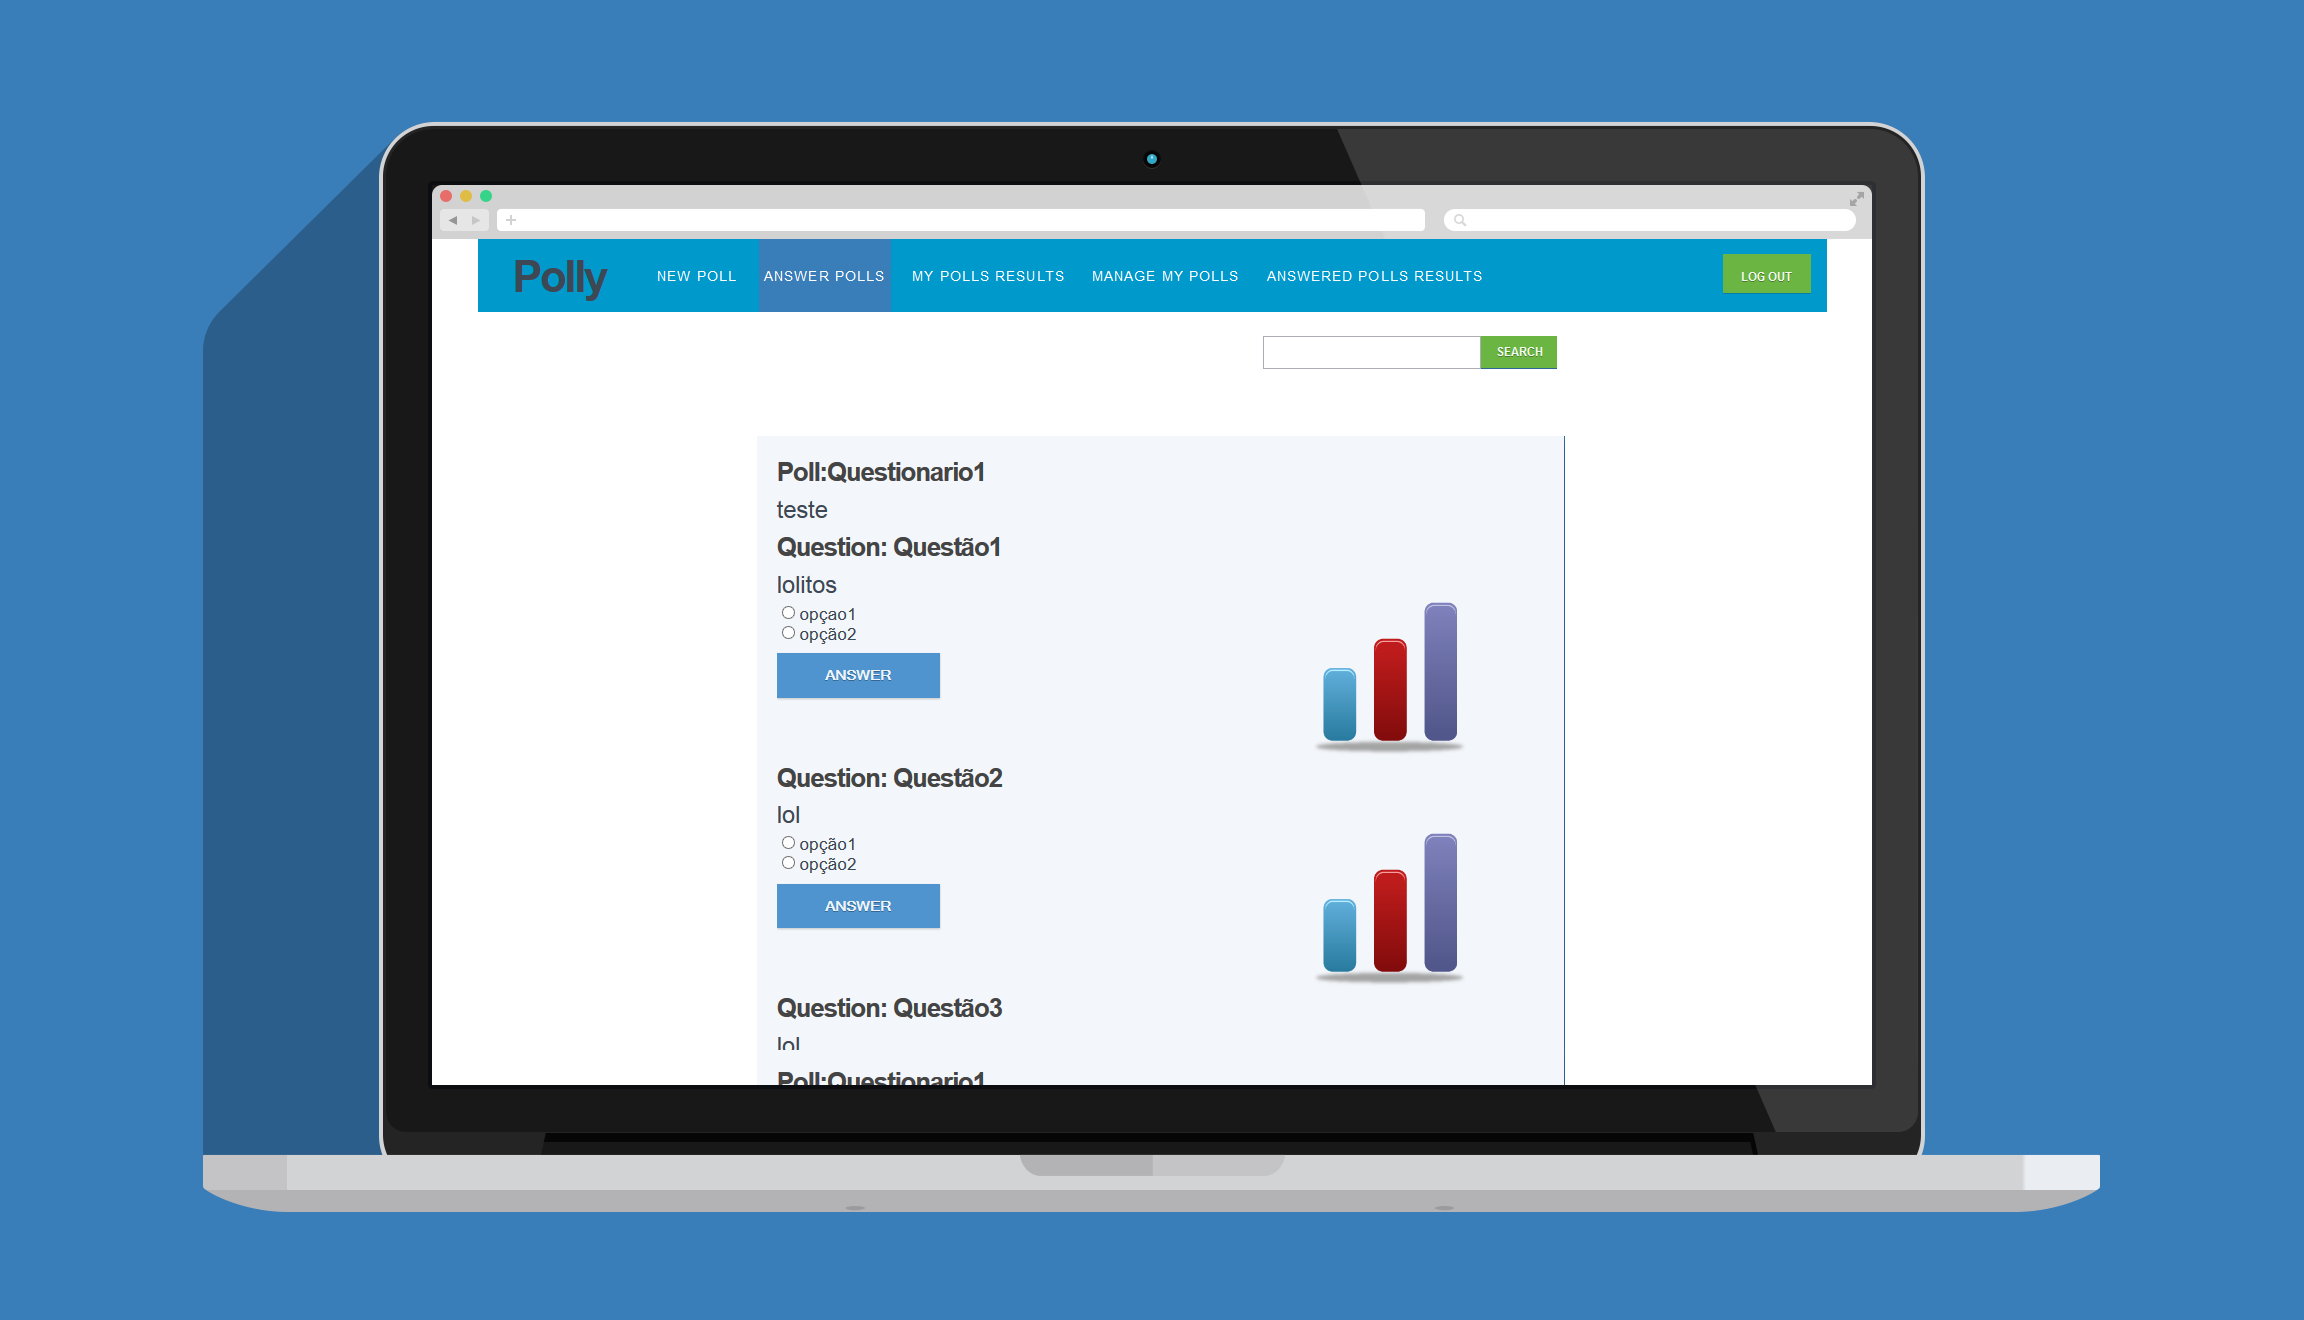 Polly
NEW POLL
ANSWER POLLS
MY POLLS RESULTS
MANAGE MY POLLS
ANSWERED POLLS RESULTS
LOG OUT
SEARCH
Poll:Questionario1
teste
Question: Questão1
lolitos
opçao1
opção2
ANSWER
Question: Questão2
lol
opção1
opção2
ANSWER
Question: Questão3
lol
Poll:Questionario1